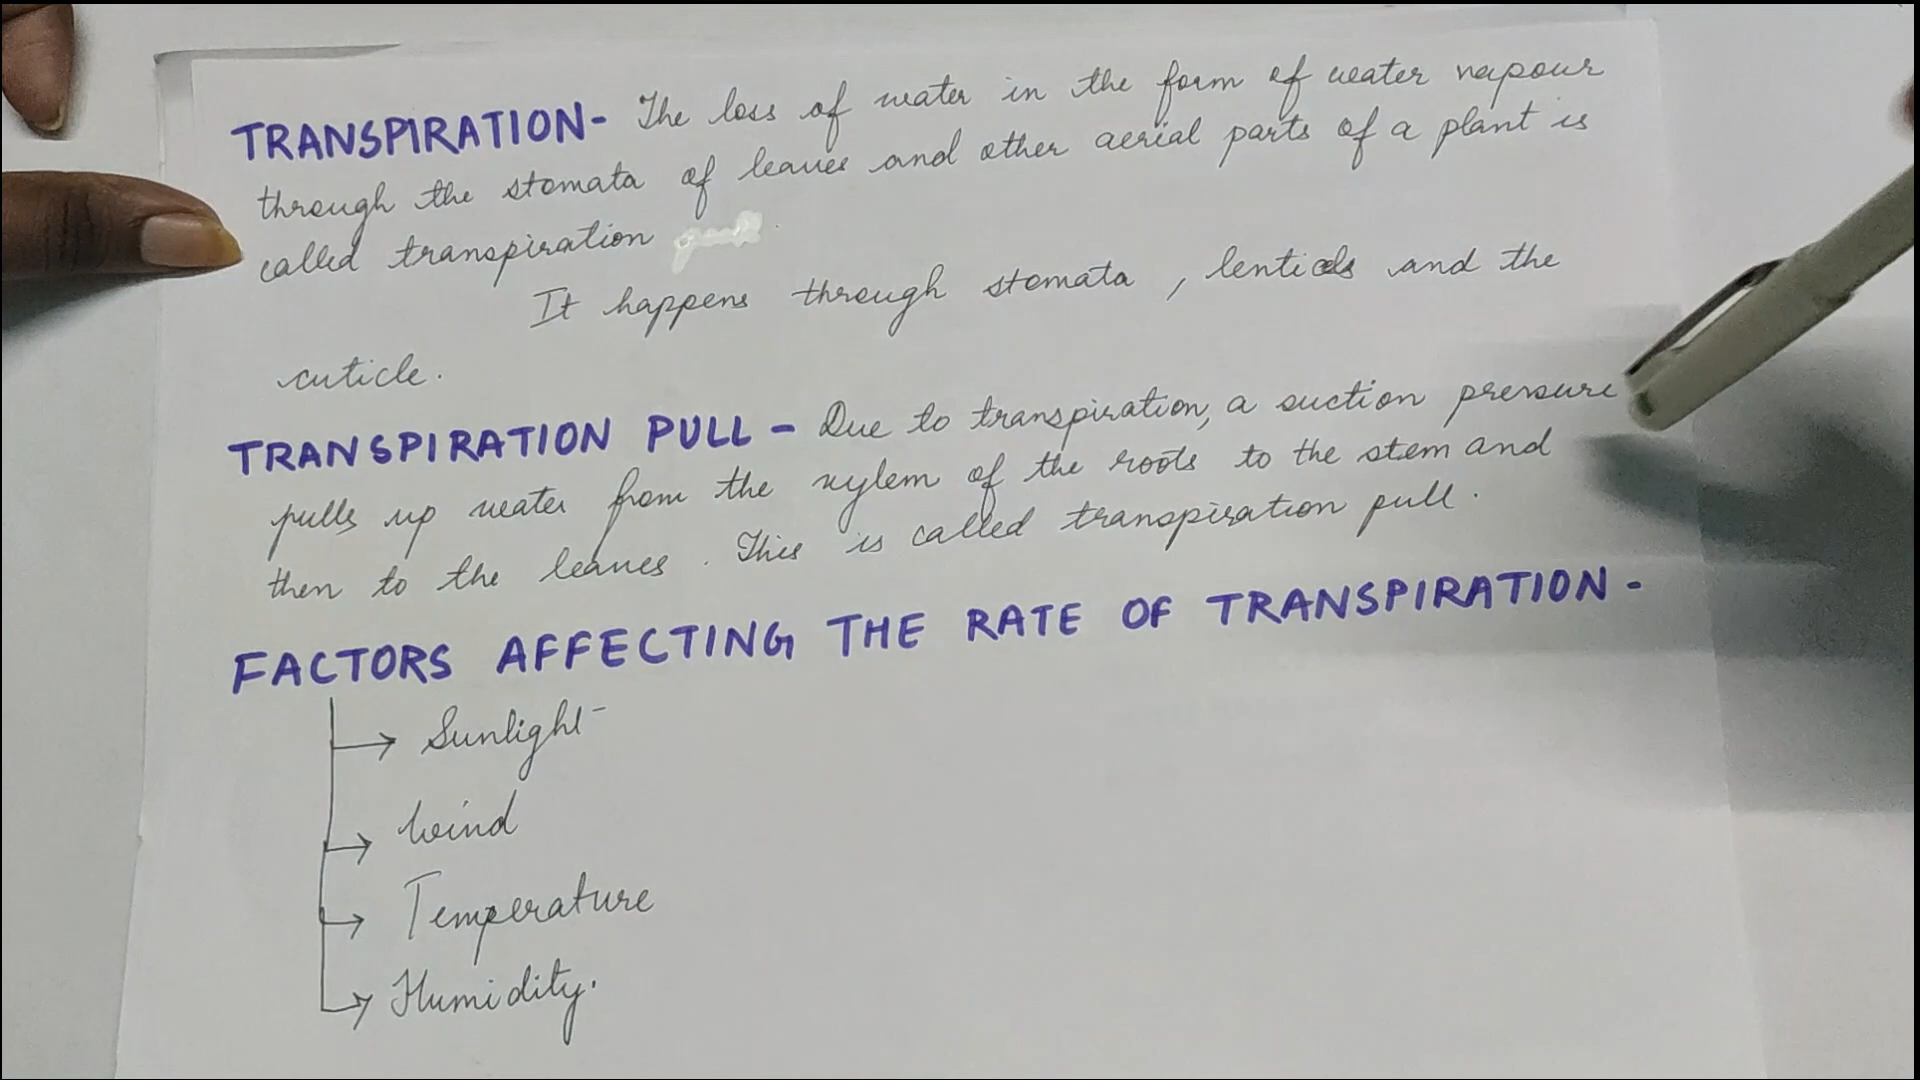 TRANSPIRATION- The loss of water in the form of water vapour
through the stomata of leaves and other aerial parts of a plant is
called transpiration
It happens through stomata, lenticels and the
cuticle.
TRANSPIRATION PULL - Due to transpiration, a suction pressure
pulls up water from the xylem of the roots to the stem and
then to the leaves. This is called transpiration pull.
FACTORS AFFECTING THE RATE OF TRANSPIRATION -
→ Sunlight
→ Wind
→ Temperature
→ Humidity.